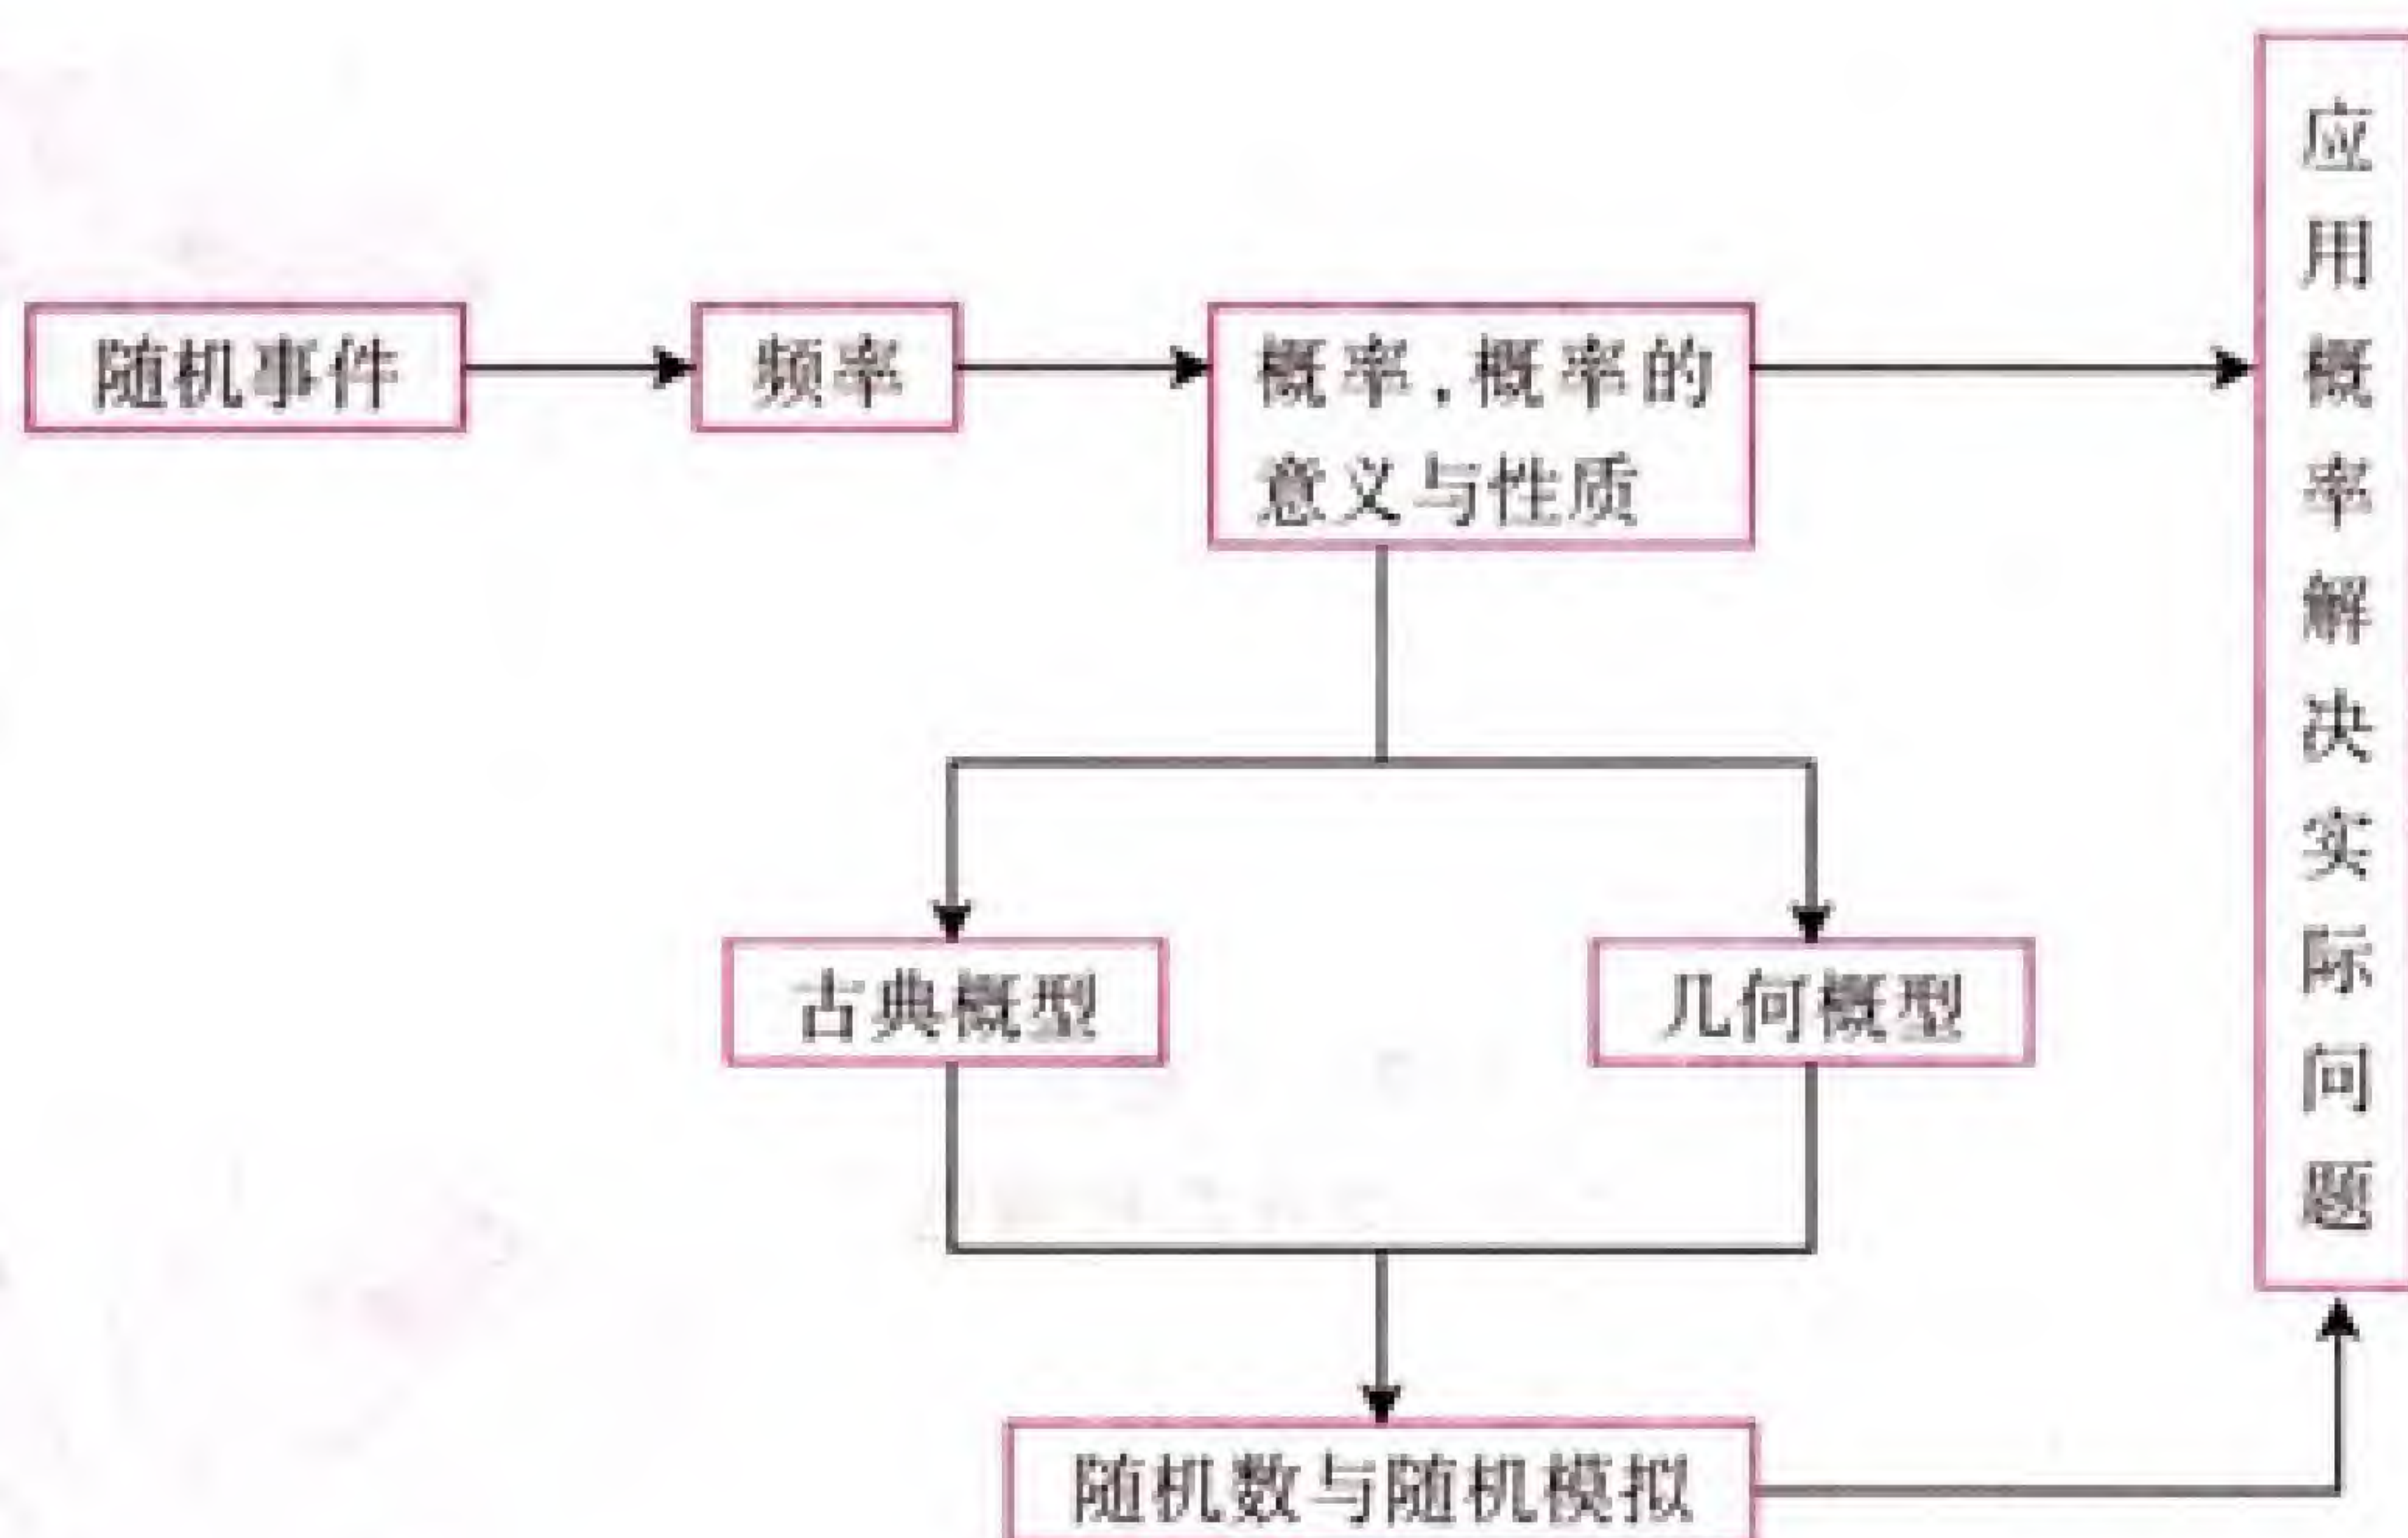 随机事件
频率
概率,概率的
意义与性质
应用概率解决实际问题
古典概型
几何概型
随机数与随机模拟